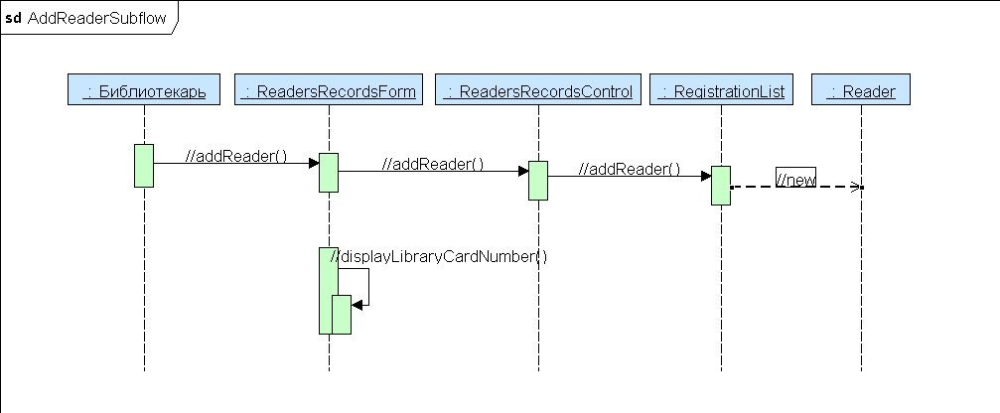 sd AddReaderSubflow
: Библиотекарь
: ReadersRecordsForm
: ReadersRecordsControl
: RegistrationList
: Reader
//addReader()
//addReader()
//addReader()
//new
//displayLibraryCardNumber()